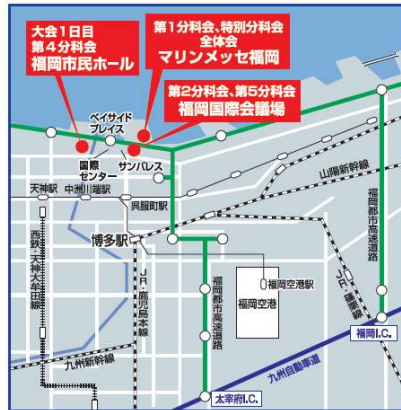 大会1日目
第4分科会
福岡市民ホール
第1分科会、特別分科会
全体会
マリンメッセ福岡
第2分科会、第5分科会
福岡国際会議場
ベイサイド
プレイス
国際
センター
サンパレス
天神駅
中洲川端駅
呉服町駅
博多駅
山陽新幹線
福岡都市高速道路
西鉄・天神大牟田線
JR・鹿児島本線
福岡都市高速道路
福岡空港駅
福岡空港
JR・篠栗線
福岡I.C.
九州新幹線
九州自動車道
太宰府I.C.